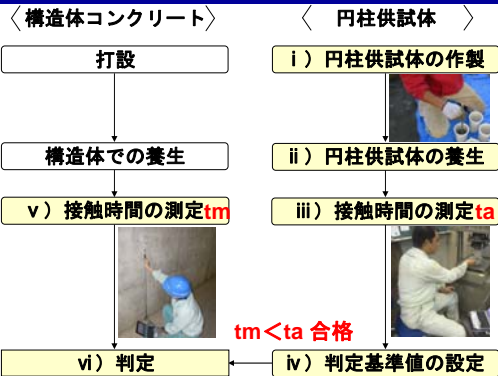 〈構造体コンクリート〉
打設
構造体での養生
ⅴ）接触時間の測定tm
ⅵ）判定
〈 円柱供試体 〉
ⅰ）円柱供試体の作製
ⅱ）円柱供試体の養生
ⅲ）接触時間の測定ta
tm＜ta 合格
ⅳ）判定基準値の設定